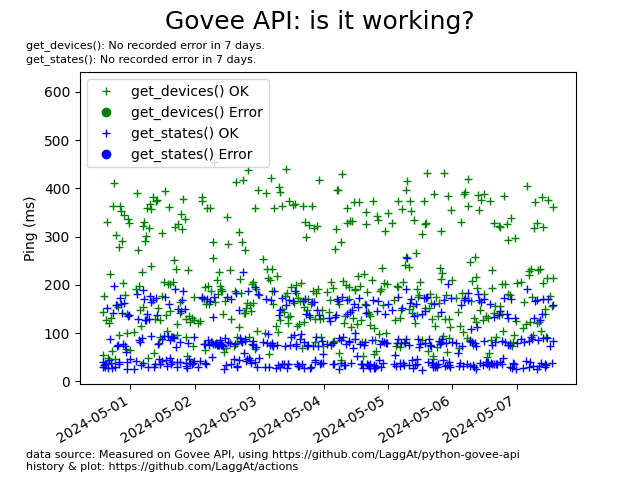 Govee API: is it working?
get_devices(): No recorded error in 7 days.
get_states(): No recorded error in 7 days.
get_devices() OK
get_devices() Error
get_states() OK
get_states() Error
Ping (ms)
600
500
400
300
200
100
0
2024-05-01
2024-05-02
2024-05-03
2024-05-04
2024-05-05
2024-05-06
2024-05-07
data source: Measured on Govee API, using https://github.com/LaggAt/python-govee-api
history & plot: https://github.com/LaggAt/actions